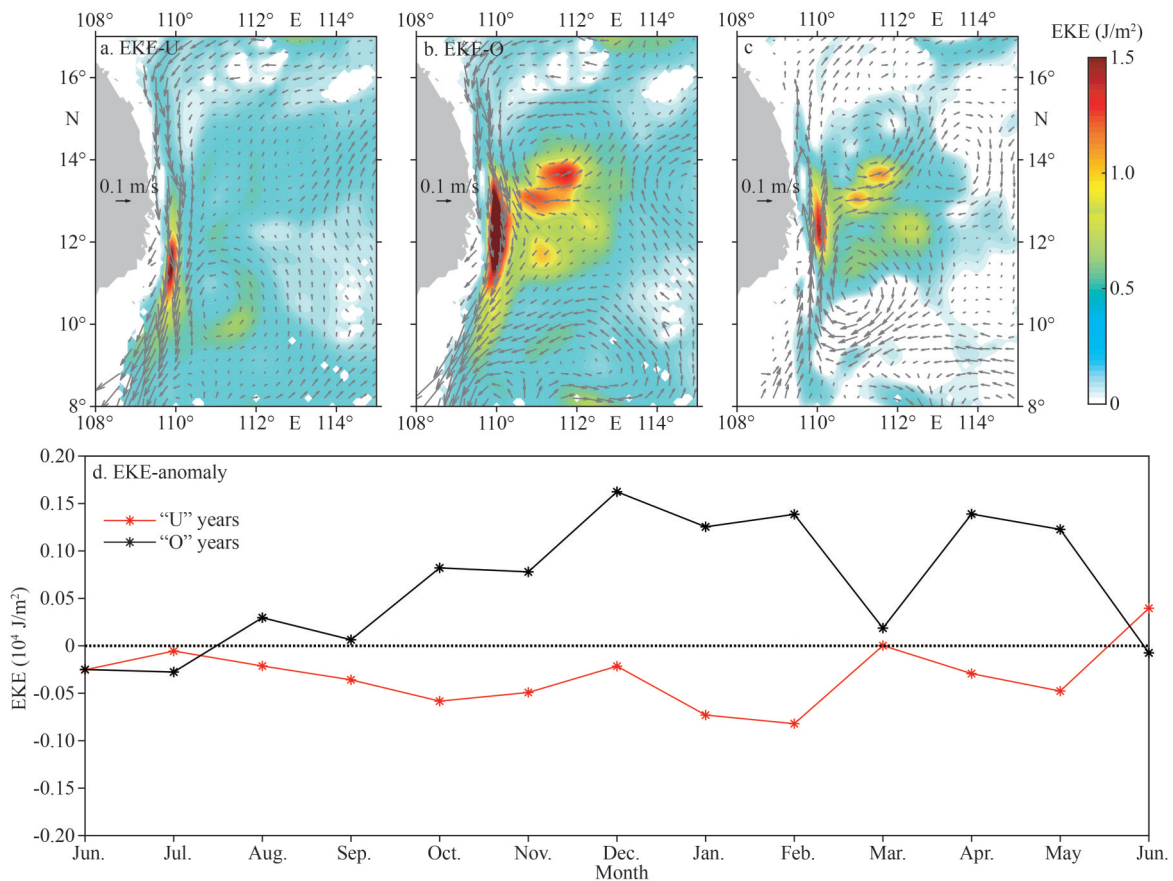 108° 110° 112° E 114°
108° 110° 112° E 114°
108° 110° 112° E 114°
a. EKE-U
b. EKE-O
c
EKE (J/m²)
16°
N
14°
12°
10°
8°
0.1 m/s
0.1 m/s
0.1 m/s
16°
N
14°
12°
10°
8°
1.5
1.0
0.5
0
108° 110° 112° E 114°
108° 110° 112° E 114°
108° 110° 112° E 114°
d. EKE-anomaly
“U” years
“O” years
EKE (10⁴ J/m²)
0.20
0.15
0.10
0.05
0
-0.05
-0.10
-0.15
-0.20
Jun. Jul. Aug. Sep. Oct. Nov. Dec. Jan. Feb. Mar. Apr. May Jun.
Month